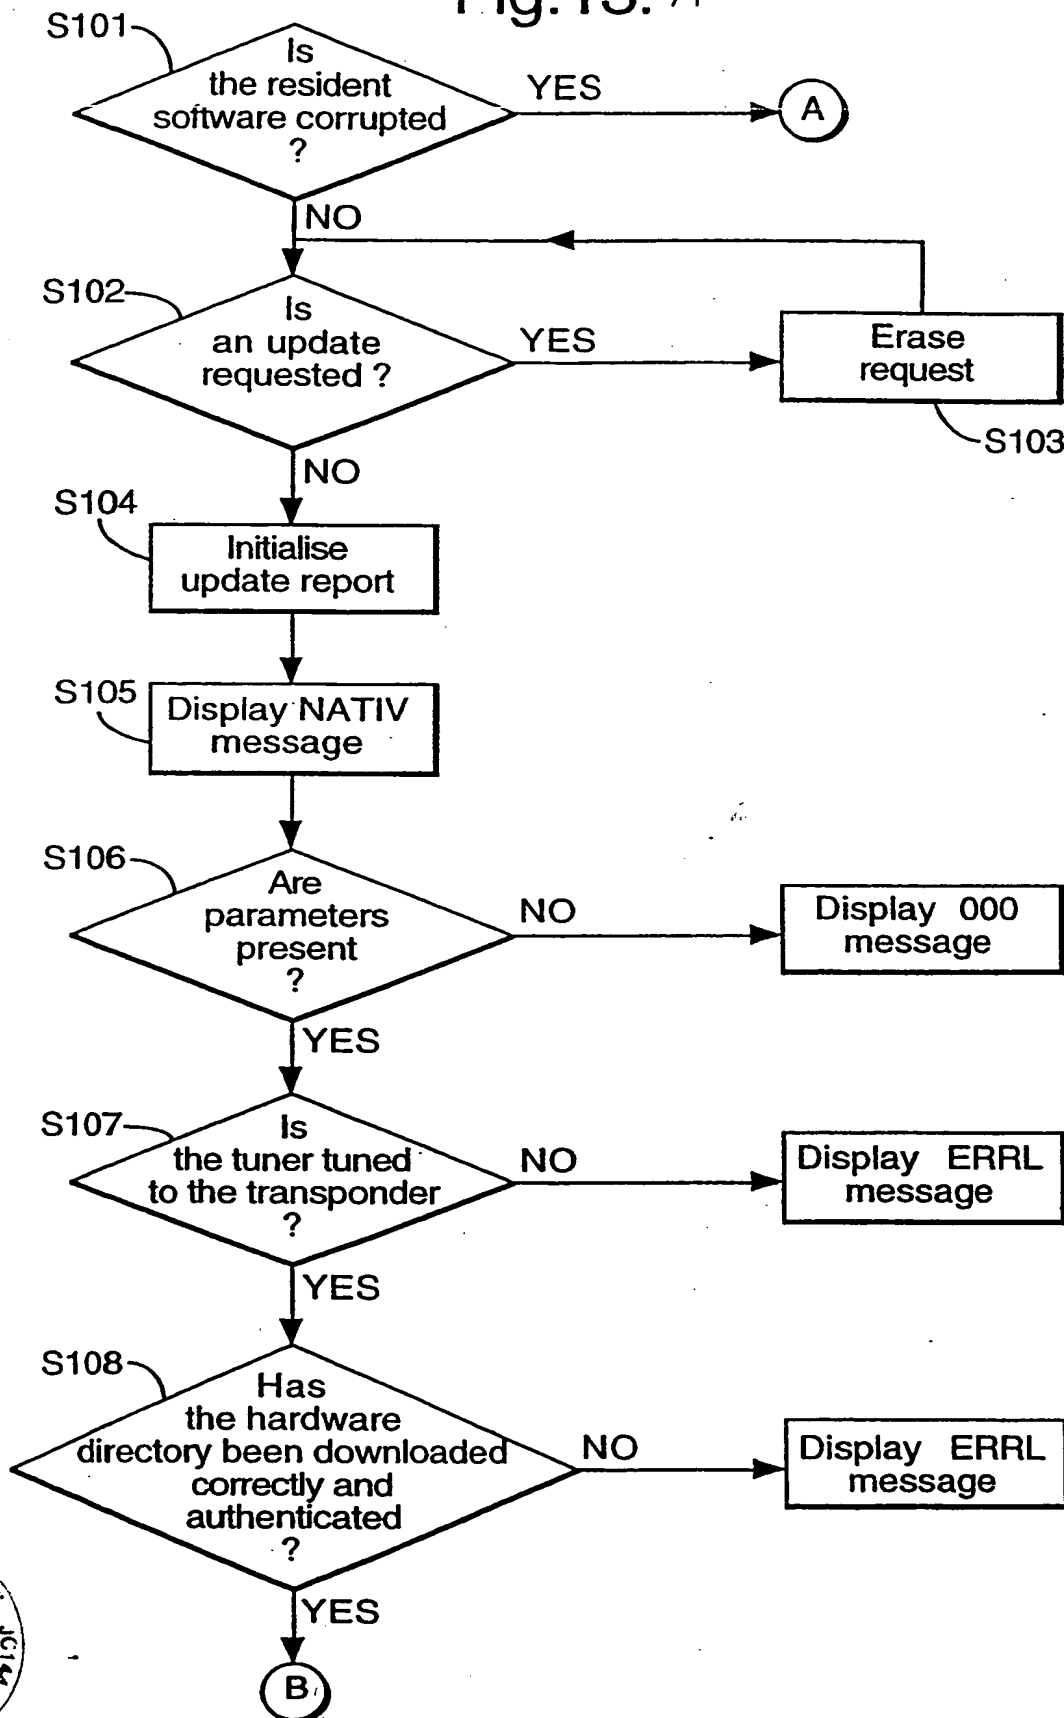 Fig.13.
S101
Is
the resident
software corrupted
?
YES
A
NO
S102
Is
an update
requested ?
YES
Erase
request
S103
NO
S104
Initialise
update report
S105
Display NATIV
message
S106
Are
parameters
present
?
NO
Display 000
message
YES
S107
Is
the tuner tuned
to the transponder
?
NO
Display ERRL
message
YES
S108
Has
the hardware
directory been downloaded
correctly and
authenticated
?
NO
Display ERRL
message
YES
B
JC144